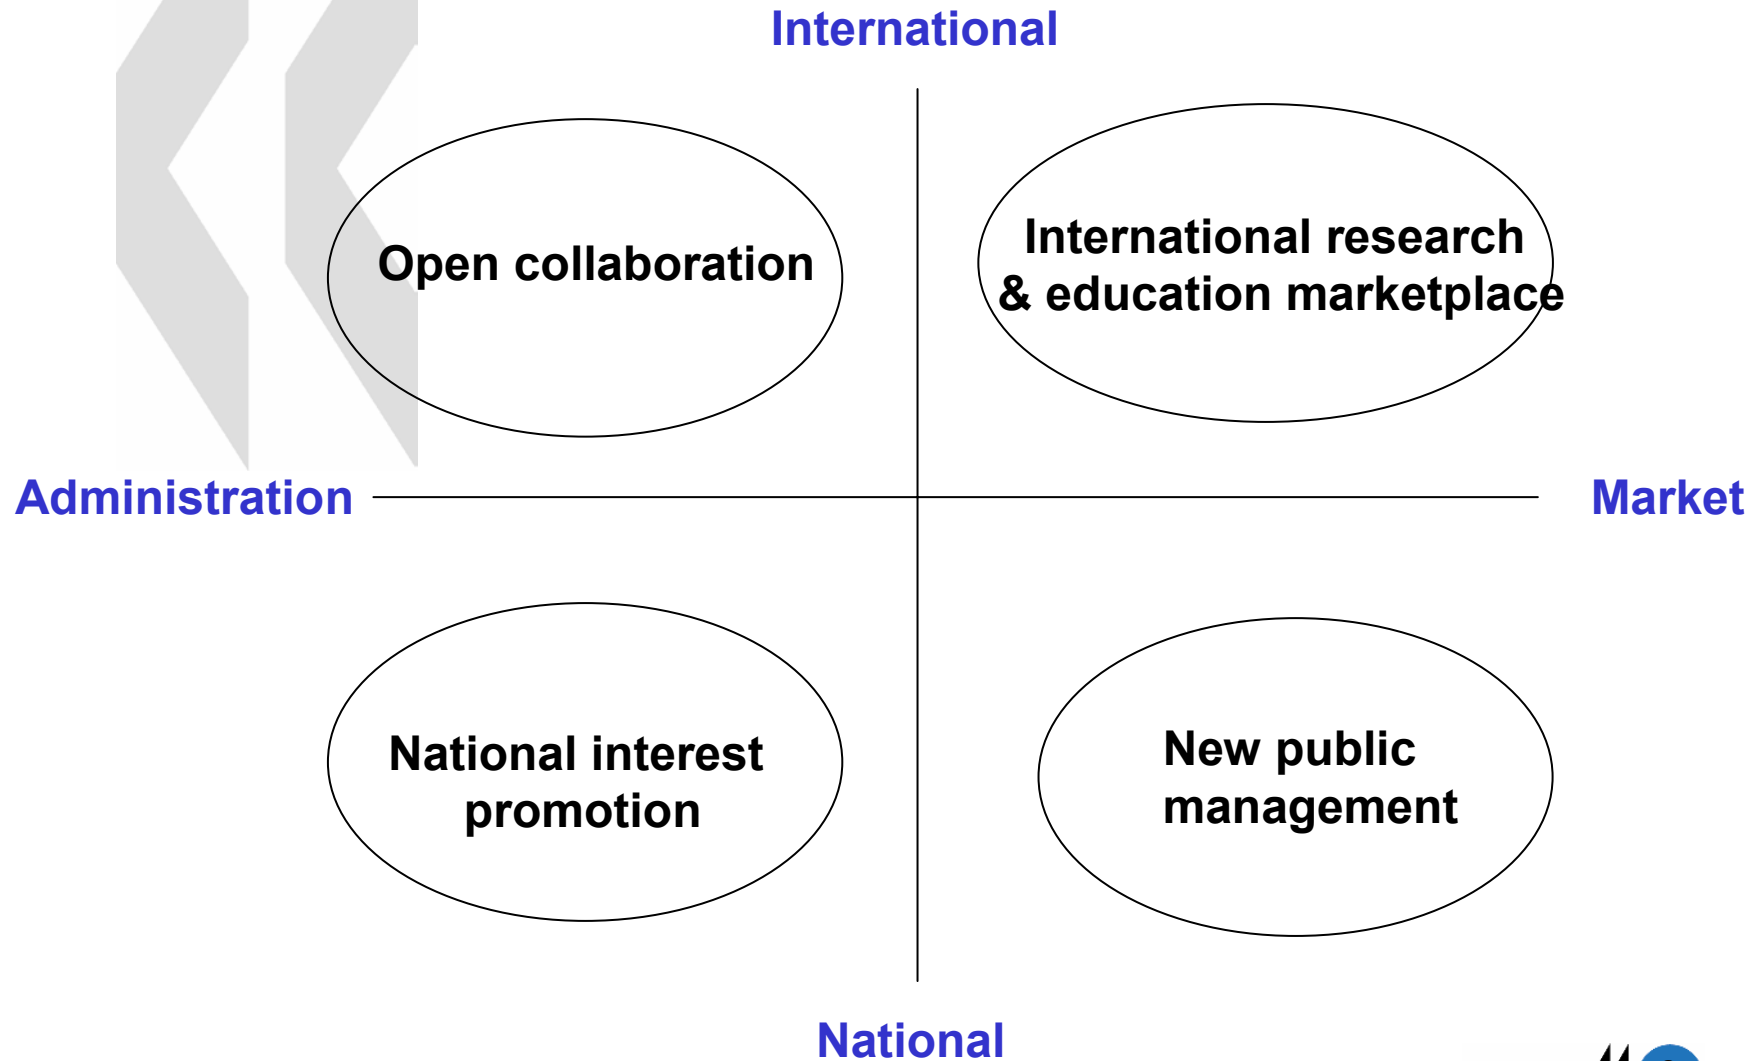 International
Open collaboration
International research
& education marketplace
Administration
Market
National interest
promotion
New public
management
National